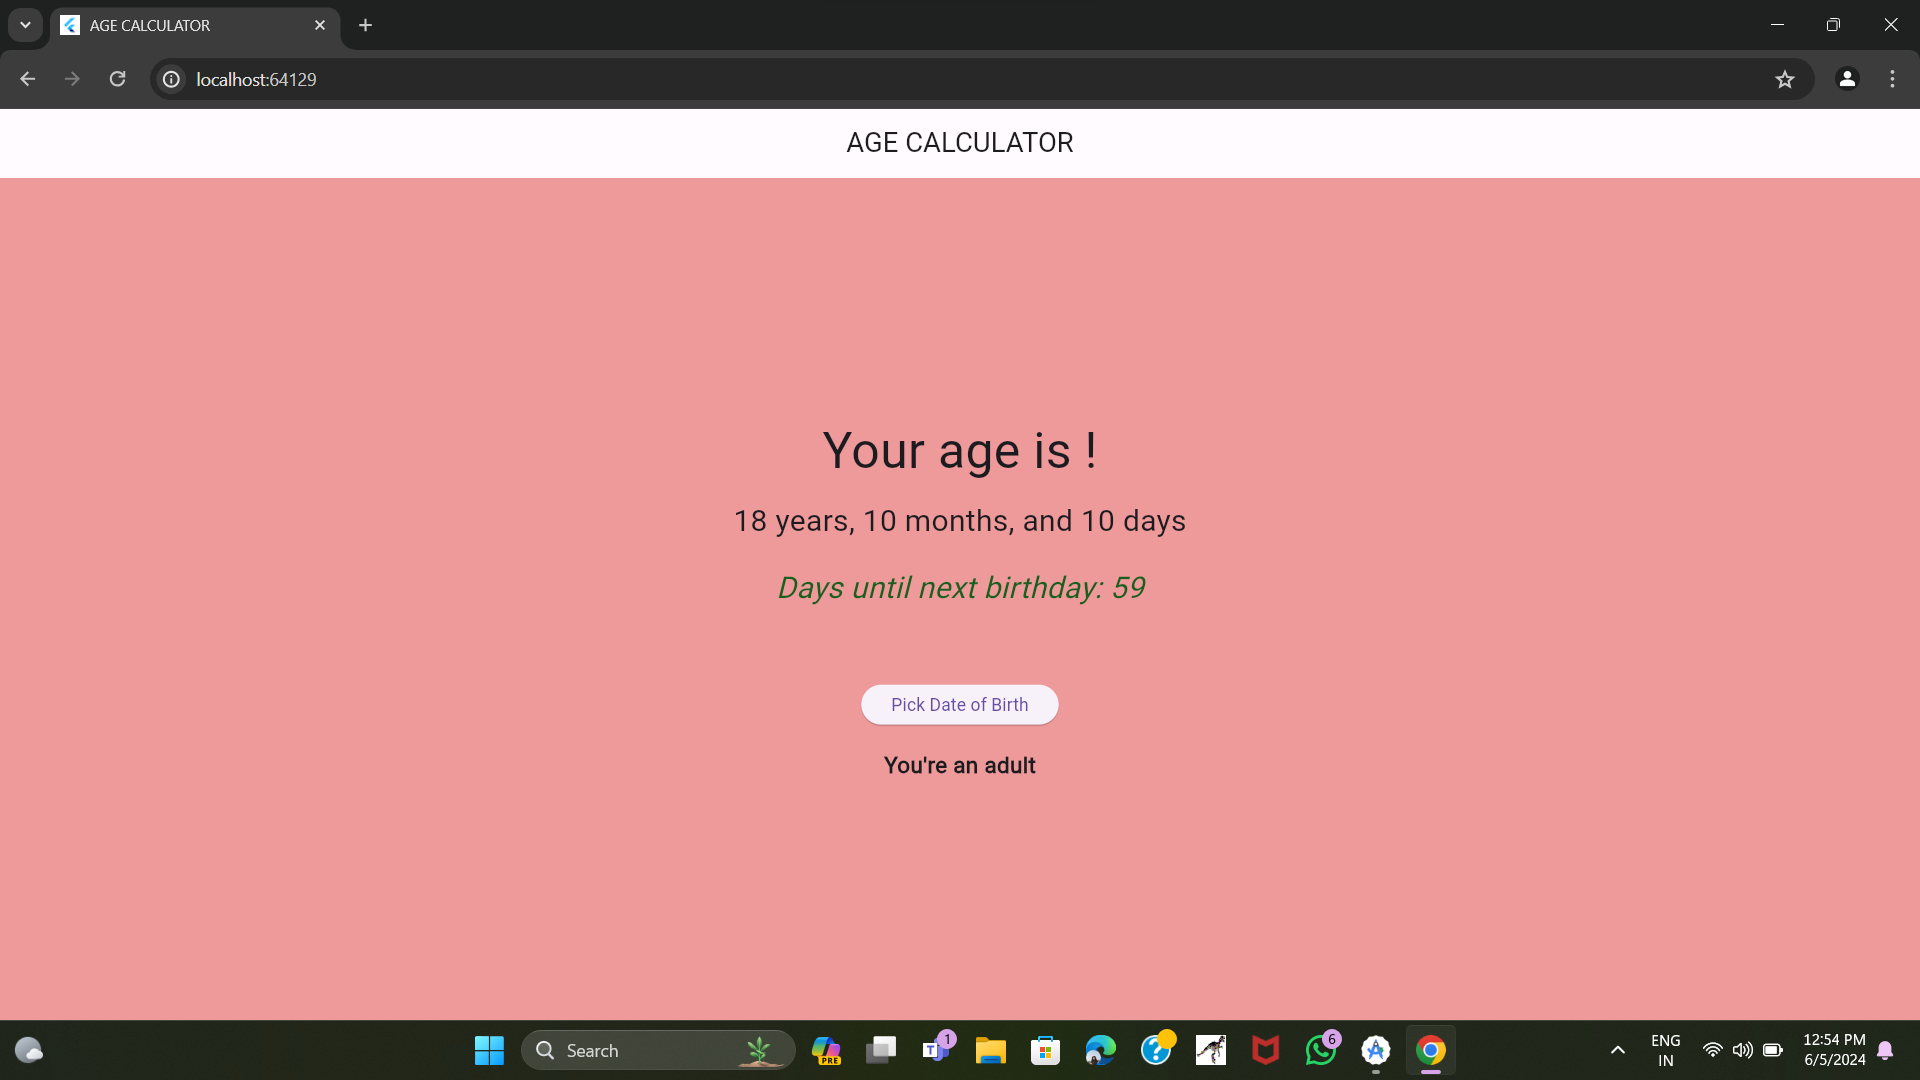 AGE CALCULATOR
localhost:64129
AGE CALCULATOR
Your age is !
18 years, 10 months, and 10 days
Days until next birthday: 59
Pick Date of Birth
You're an adult
Search
PRE
T
1
6
ENG
IN
12:54 PM
6/5/2024